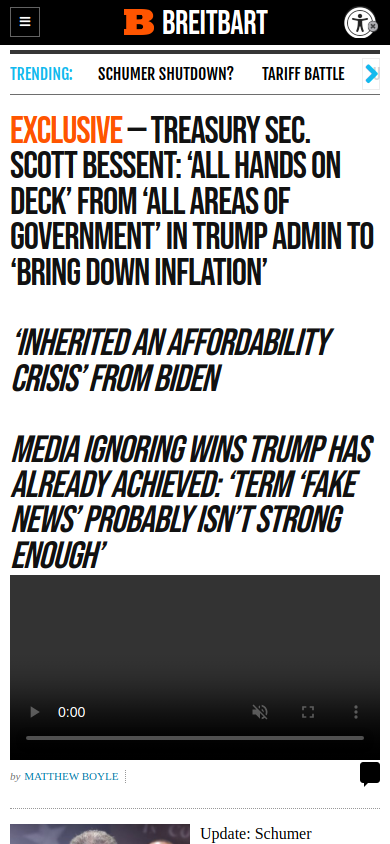 BREITBART
TRENDING: SCHUMER SHUTDOWN? TARIFF BATTLE
EXCLUSIVE — TREASURY SEC.
SCOTT BESSENT: ‘ALL HANDS ON
DECK’ FROM ‘ALL AREAS OF
GOVERNMENT’ IN TRUMP ADMIN TO
‘BRING DOWN INFLATION’
‘INHERITED AN AFFORDABILITY
CRISIS’ FROM BIDEN
MEDIA IGNORING WINS TRUMP HAS
ALREADY ACHIEVED: ‘TERM ‘FAKE
NEWS’ PROBABLY ISN’T STRONG
ENOUGH’
0:00
by MATTHEW BOYLE
Update: Schumer